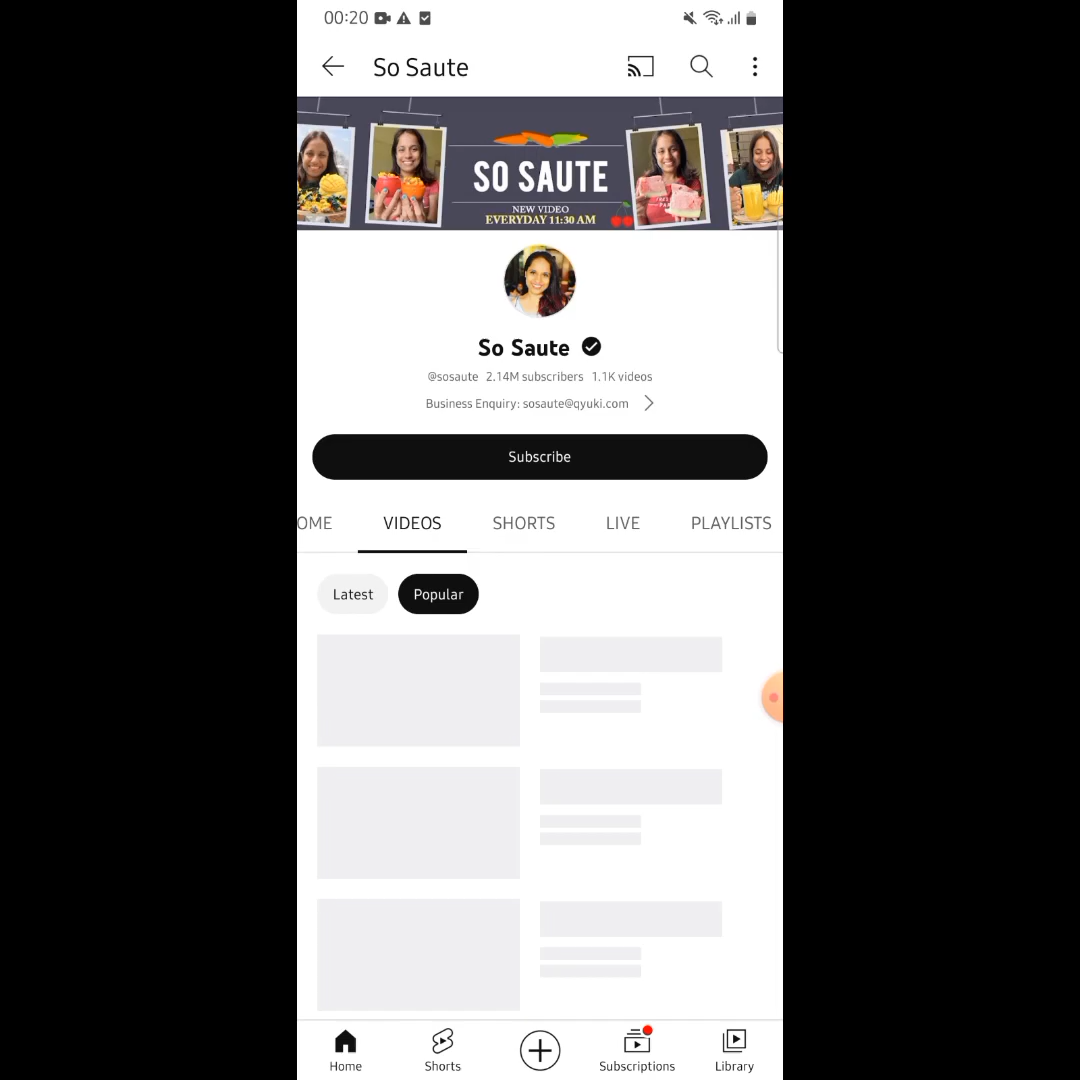 00:20
So Saute
SO SAUTE
NEW VIDEO
EVERYDAY 11:30 AM
So Saute
@sosaute 2.14M subscribers 1.1K videos
Business Enquiry: sosaute@qyuki.com
Subscribe
OME VIDEOS SHORTS LIVE PLAYLISTS
Latest Popular
Home Shorts Subscriptions Library